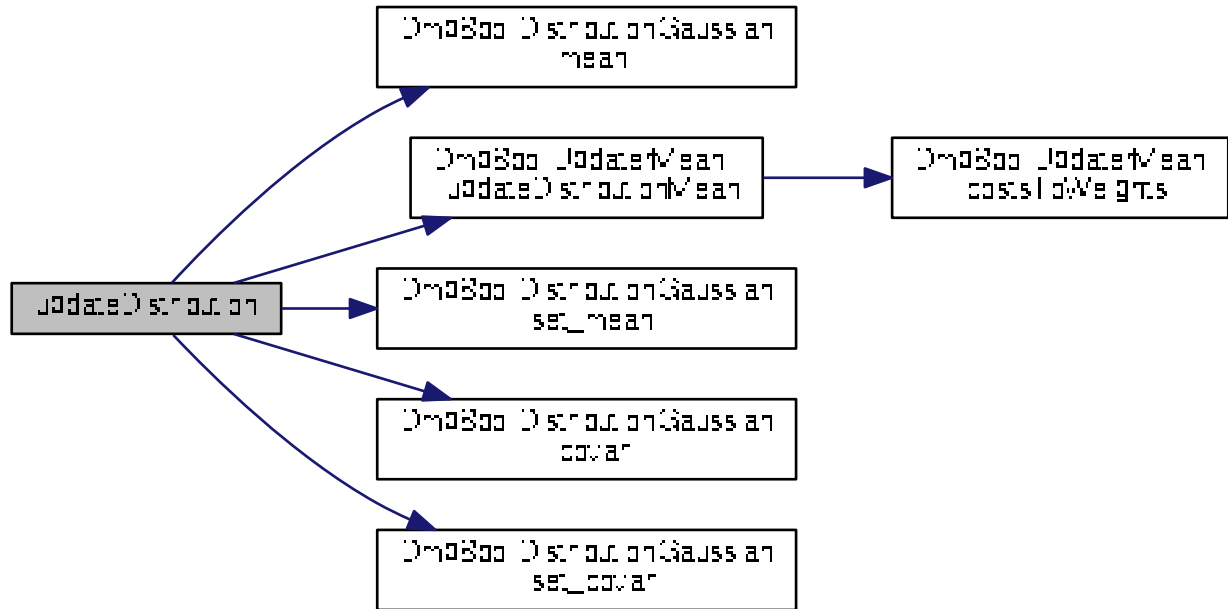 DmpBbo::DistributionGaussian
::mean
DmpBbo::UpdaterMean
::updateDistributionMean
DmpBbo::UpdaterMean
::costsToWeights
updateDistribution
DmpBbo::DistributionGaussian
::set_mean
DmpBbo::DistributionGaussian
::covar
DmpBbo::DistributionGaussian
::set_covar